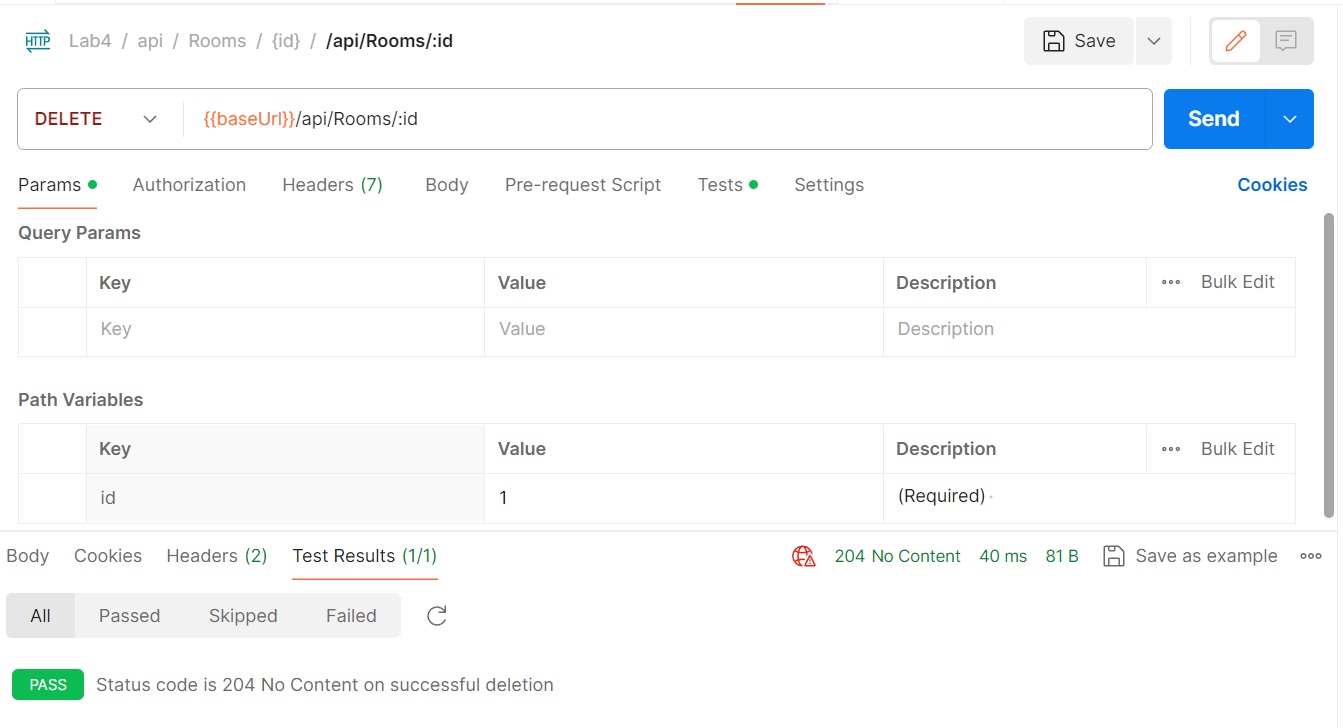 HTTP Lab4 / api / Rooms / {id} / /api/Rooms/:id Save
DELETE {{baseUrl}}/api/Rooms/:id Send
Params Authorization Headers (7) Body Pre-request Script Tests Settings Cookies
Query Params
Key Value Description Bulk Edit
Key Value Description
Path Variables
Key Value Description Bulk Edit
id 1 (Required)
Body Cookies Headers (2) Test Results (1/1) 204 No Content 40 ms 81 B Save as example
All Passed Skipped Failed
PASS Status code is 204 No Content on successful deletion